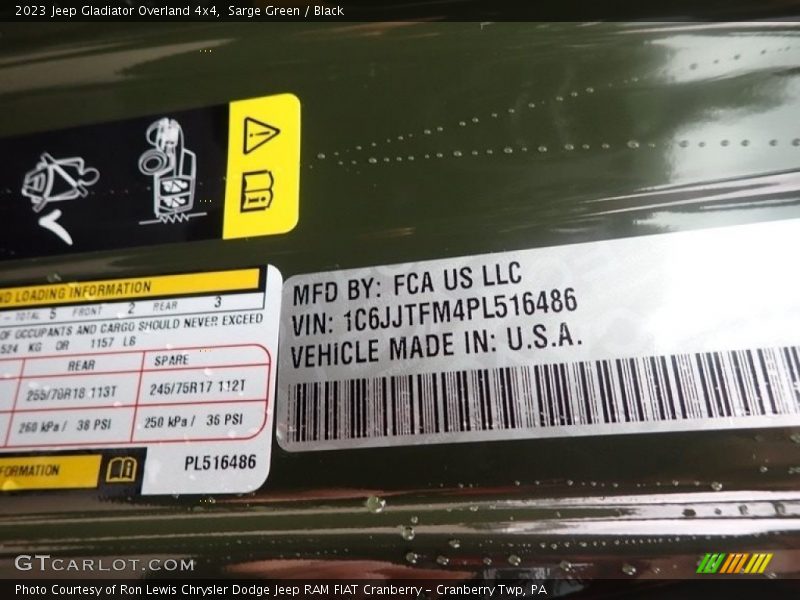 2023 Jeep Gladiator Overland 4x4,  Sarge Green / Black
LOADING INFORMATION
TOTAL 5 FRONT 2 REAR 3
OF OCCUPANTS AND CARGO SHOULD NEVER EXCEED
524 KG OR 1157 LB
REAR SPARE
255/70R18 113T 245/75R17 112T
260 kPa / 38 PSI 250 kPa / 36 PSI
PL516486
MFD BY: FCA US LLC
VIN: 1C6JJTFM4PL516486
VEHICLE MADE IN: U.S.A.
GTCARLOT.COM
Photo Courtesy of Ron Lewis Chrysler Dodge Jeep RAM FIAT Cranberry – Cranberry Twp, PA